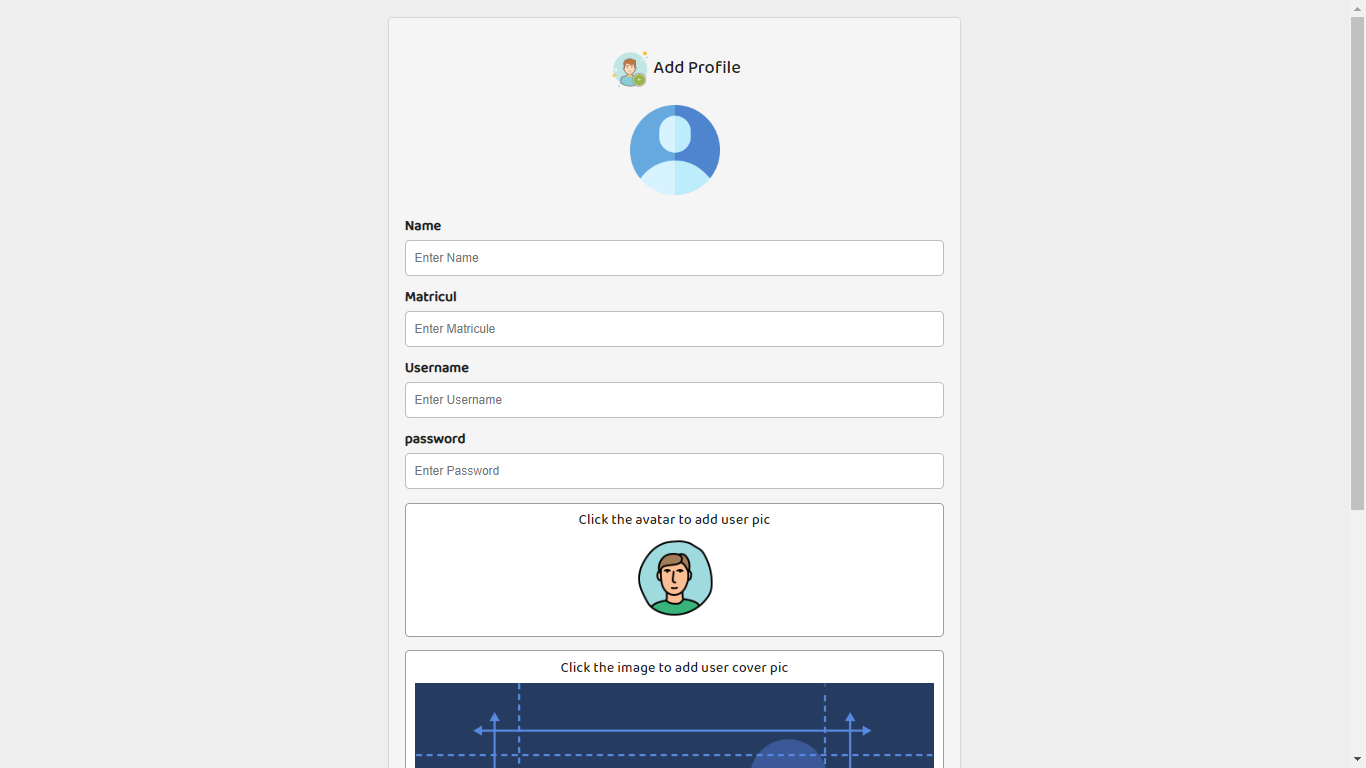 Add Profile
Name
Enter Name
Matricul
Enter Matricule
Username
Enter Username
password
Enter Password
Click the avatar to add user pic
Click the image to add user cover pic